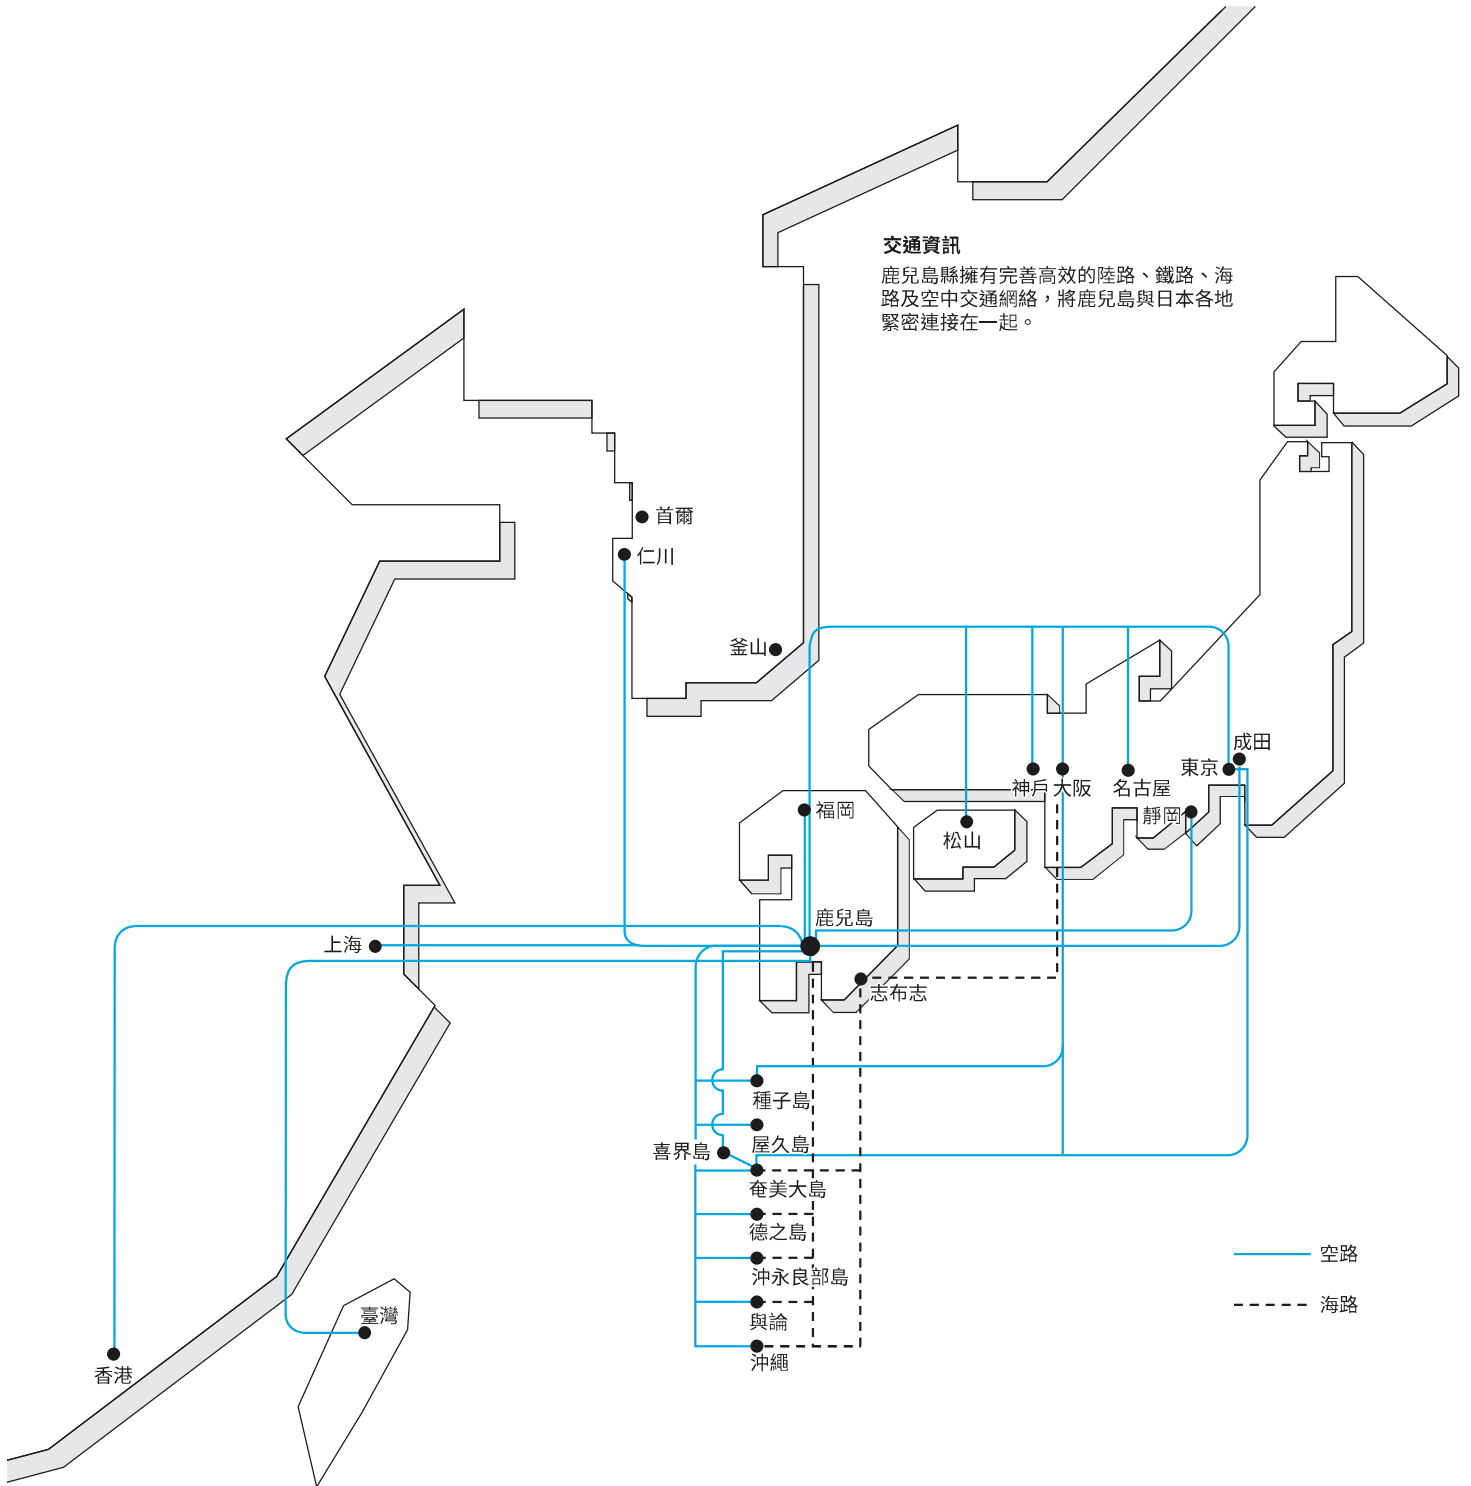 交通資訊
鹿兒島縣擁有完善高效的陸路、鐵路、海
路及空中交通網絡，將鹿兒島與日本各地
緊密連接在一起。
首爾
仁川
釜山
成田
東京
神戶
大阪
名古屋
靜岡
福岡
松山
鹿兒島
上海
志布志
種子島
屋久島
喜界島
奄美大島
德之島
沖永良部島
與論
沖繩
臺灣
香港
空路
海路